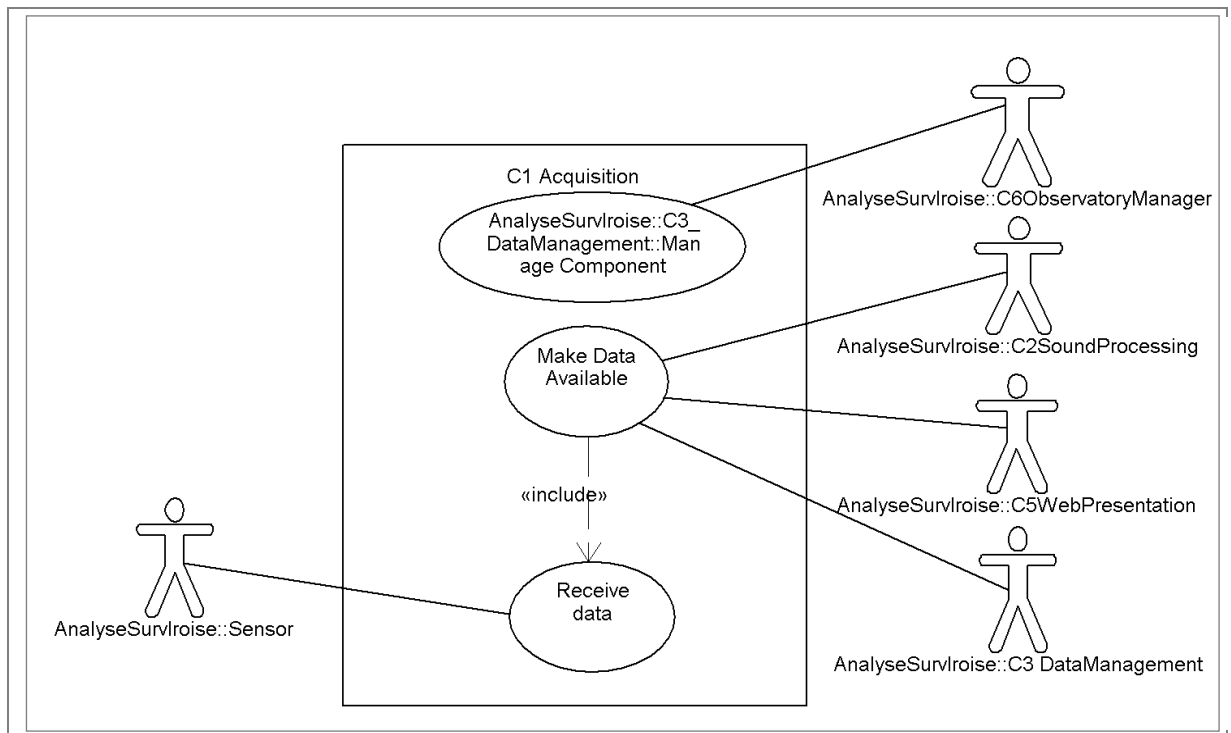 C1 Acquisition
AnalyseSurvIroise::C3_
DataManagement::Man
age Component
AnalyseSurvIroise::C6ObservatoryManager
Make Data
Available
AnalyseSurvIroise::C2SoundProcessing
«include»
AnalyseSurvIroise::C5WebPresentation
Receive
data
AnalyseSurvIroise::Sensor
AnalyseSurvIroise::C3 DataManagement